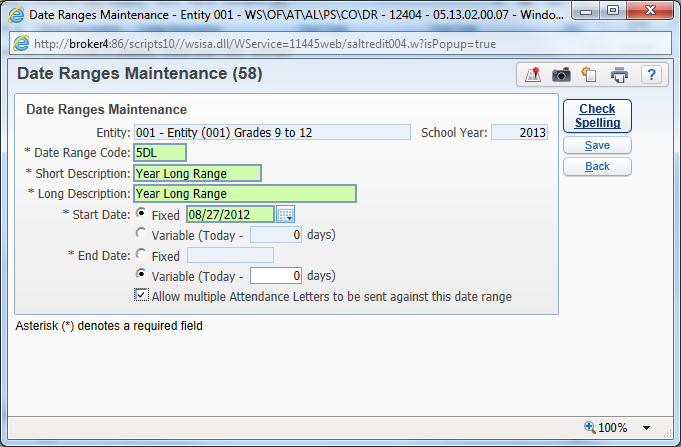 Date Ranges Maintenance - Entity 001 - WS\OF\AT\AL\PS\CO\DR - 12404 - 05.13.02.00.07 - Windo...
http://broker4:86/scripts10//wsisa.dll/WService=11445web/saltredit004.w?isPopup=true
Date Ranges Maintenance (58)
?
Date Ranges Maintenance
Entity: 001 - Entity (001) Grades 9 to 12 School Year: 2013
* Date Range Code: 5DL
* Short Description: Year Long Range
* Long Description: Year Long Range
* Start Date: Fixed 08/27/2012
Variable (Today - 0 days)
* End Date: Fixed
Variable (Today - 0 days)
Allow multiple Attendance Letters to be sent against this date range
Check
Spelling
Save
Back
Asterisk (*) denotes a required field
100%